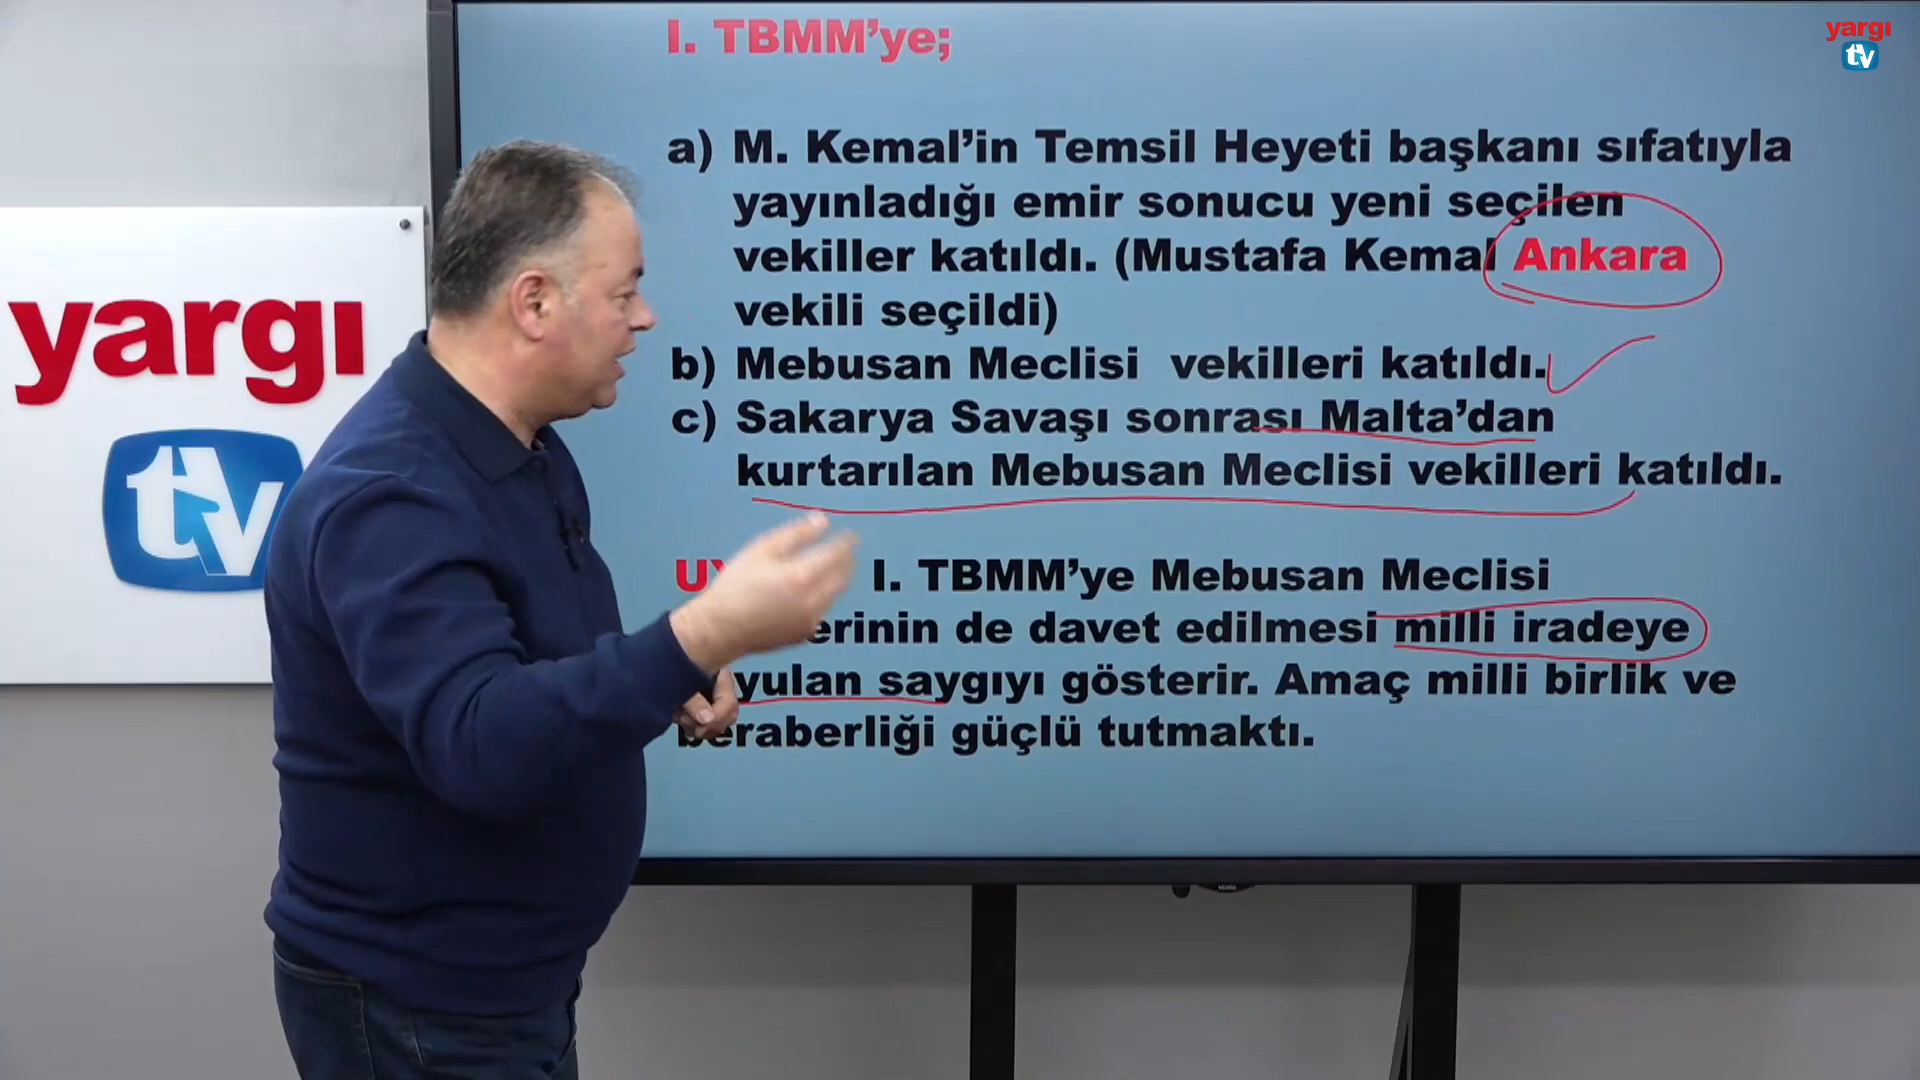 I. TBMM'ye;
a) M. Kemal'in Temsil Heyeti başkanı sıfatıyla
yayınladığı emir sonucu yeni seçilen
vekiller katıldı. (Mustafa Kemal Ankara
vekili seçildi)
b) Mebusan Meclisi vekilleri katıldı.
c) Sakarya Savaşı sonrası Malta'dan
kurtarılan Mebusan Meclisi vekilleri katıldı.
I. TBMM'ye Mebusan Meclisi
erinin de davet edilmesi milli iradeye
yulan saygıyı gösterir. Amaç milli birlik ve
beraberliği güçlü tutmaktı.
yargı
tv
yargı
tv